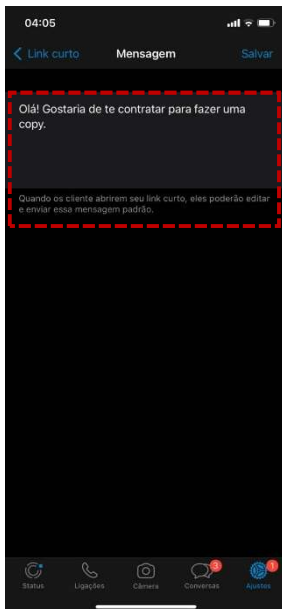 04:05
Link curto Mensagem Salvar
Olá! Gostaria de te contratar para fazer uma
copy.
Quando os cliente abrirem seu link curto, eles poderão editar
e enviar essa mensagem padrão.
3 1
Status Ligações Câmera Conversas Ajustes